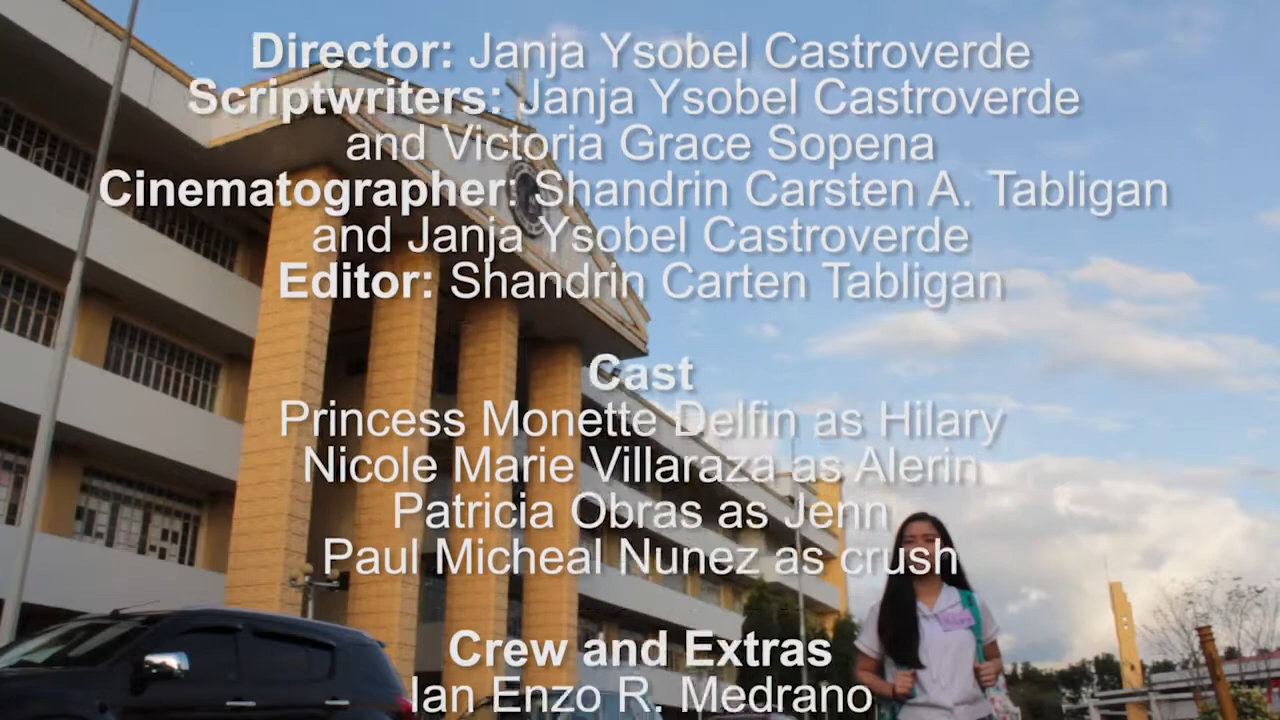 Director: Janja Ysobel Castroverde
Scriptwriters: Janja Ysobel Castroverde
and Victoria Grace Sopena
Cinematographer: Shandrin Carsten A. Tabligan
and Janja Ysobel Castroverde
Editor: Shandrin Carten Tabligan
Cast
Princess Monette Delfin as Hilary
Nicole Marie Villaraza as Alerin
Patricia Obras as Jenn
Paul Micheal Nunez as crush
Crew and Extras
Ian Enzo R. Medrano